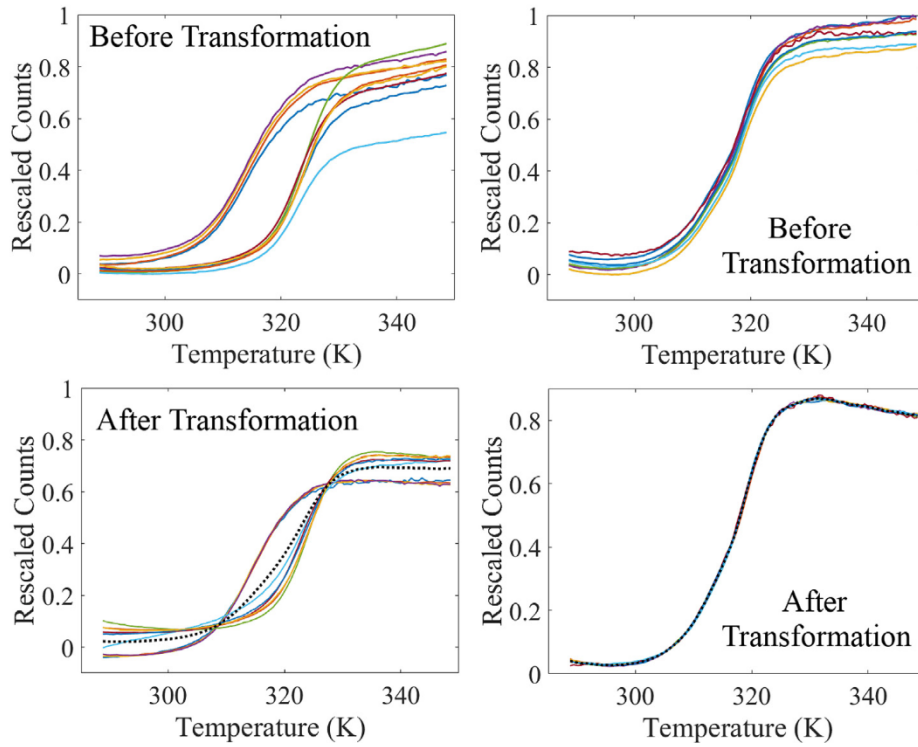 Before Transformation
Rescaled Counts
1
0.8
0.6
0.4
0.2
0
300
320
340
Temperature (K)
Before
Transformation
Rescaled Counts
1
0.8
0.6
0.4
0.2
0
300
320
340
Temperature (K)
After Transformation
Rescaled Counts
1
0.8
0.6
0.4
0.2
0
300
320
340
Temperature (K)
After
Transformation
Rescaled Counts
0.8
0.6
0.4
0.2
0
300
320
340
Temperature (K)